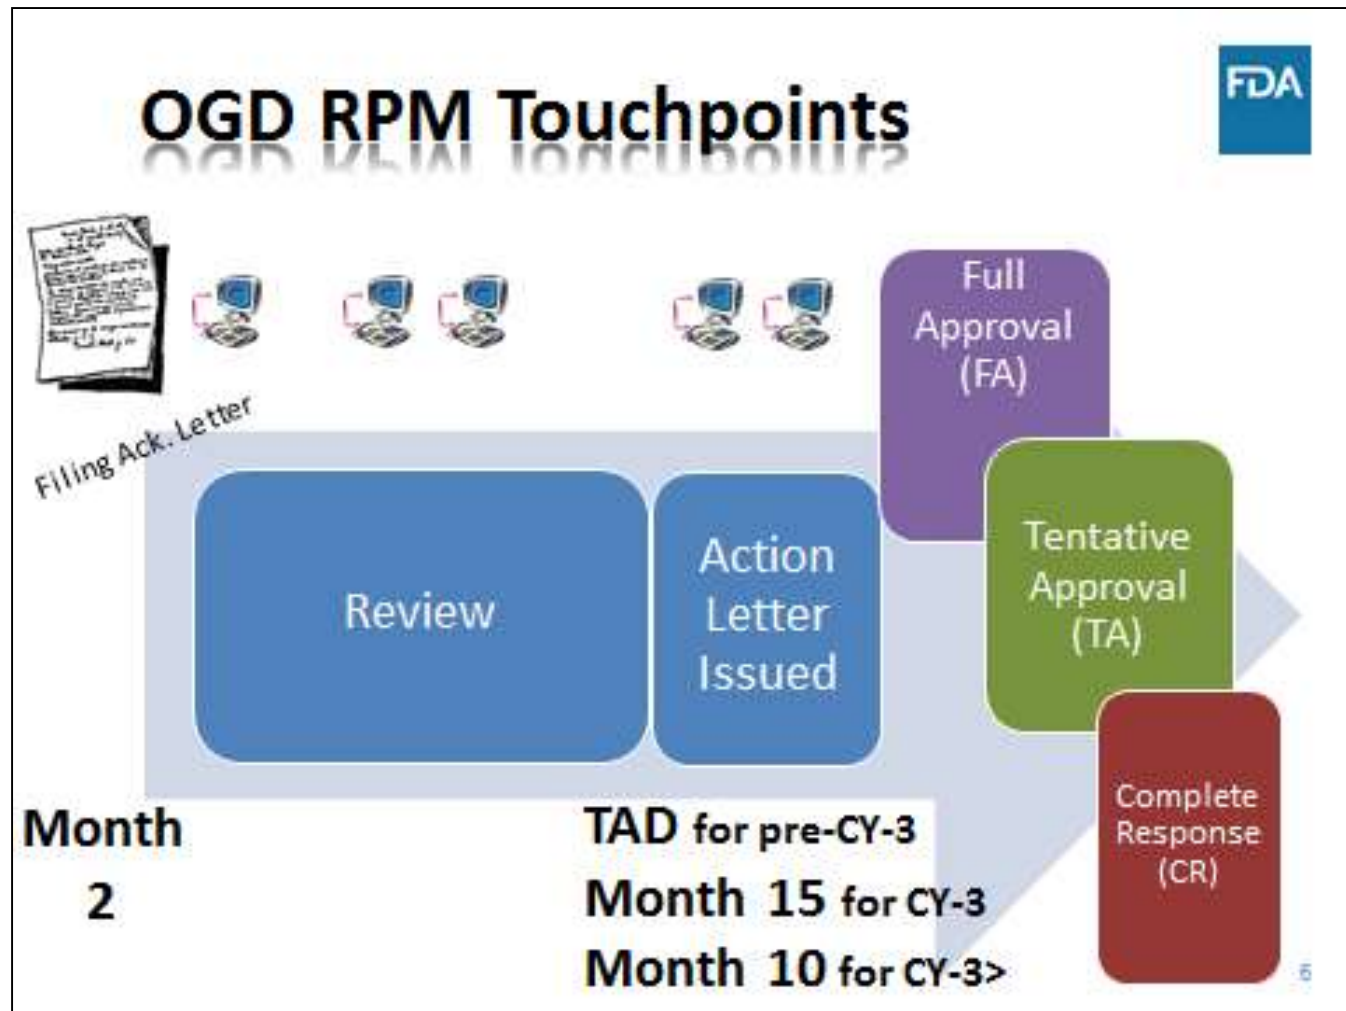 OGD RPM Touchpoints
FDA
Filing Ack. Letter
Full
Approval
(FA)
Review
Action
Letter
Issued
Tentative
Approval
(TA)
Complete
Response
(CR)
Month
2
TAD for pre-CY-3
Month 15 for CY-3
Month 10 for CY-3>
6